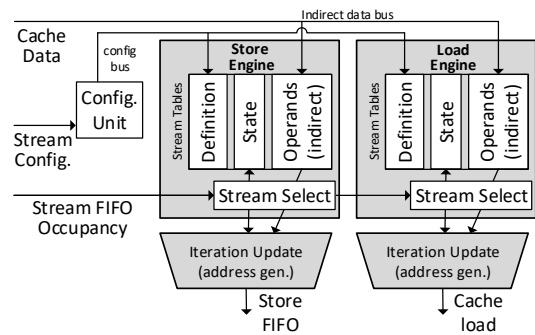 Indirect data bus
Cache
Data
config
bus
Store
Engine
Load
Engine
Config.
Unit
Stream Tables
Definition
State
Operands
(indirect)
Stream Tables
Definition
State
Operands
(indirect)
Stream
Config.
Stream Select
Stream Select
Stream FIFO
Occupancy
Iteration Update
(address gen.)
Iteration Update
(address gen.)
Store
FIFO
Cache
load